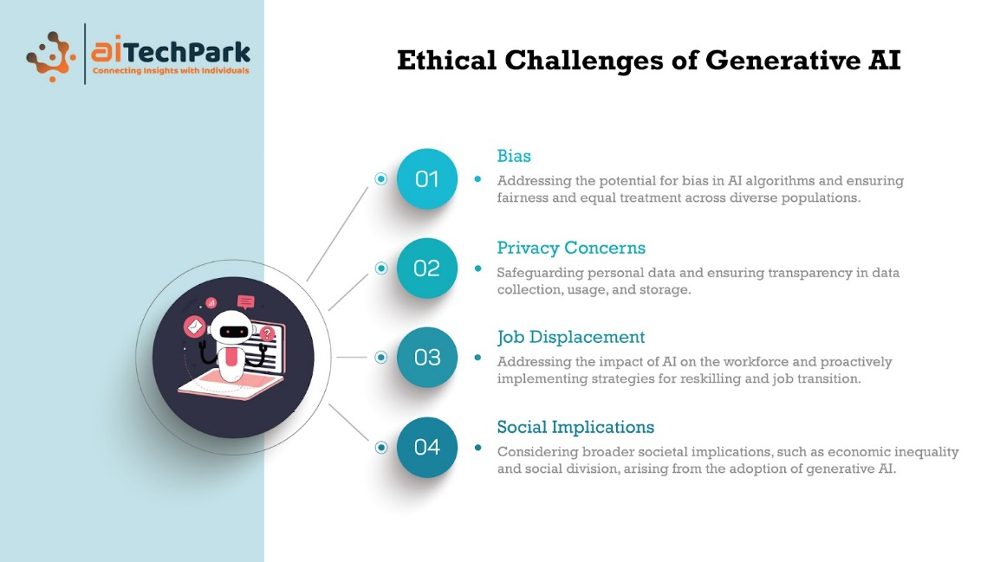 aiTechPark
Connecting Insights with Individuals
Ethical Challenges of Generative AI
01
Bias
Addressing the potential for bias in AI algorithms and ensuring
fairness and equal treatment across diverse populations.
02
Privacy Concerns
Safeguarding personal data and ensuring transparency in data
collection, usage, and storage.
03
Job Displacement
Addressing the impact of AI on the workforce and proactively
implementing strategies for reskilling and job transition.
04
Social Implications
Considering broader societal implications, such as economic inequality
and social division, arising from the adoption of generative AI.
?